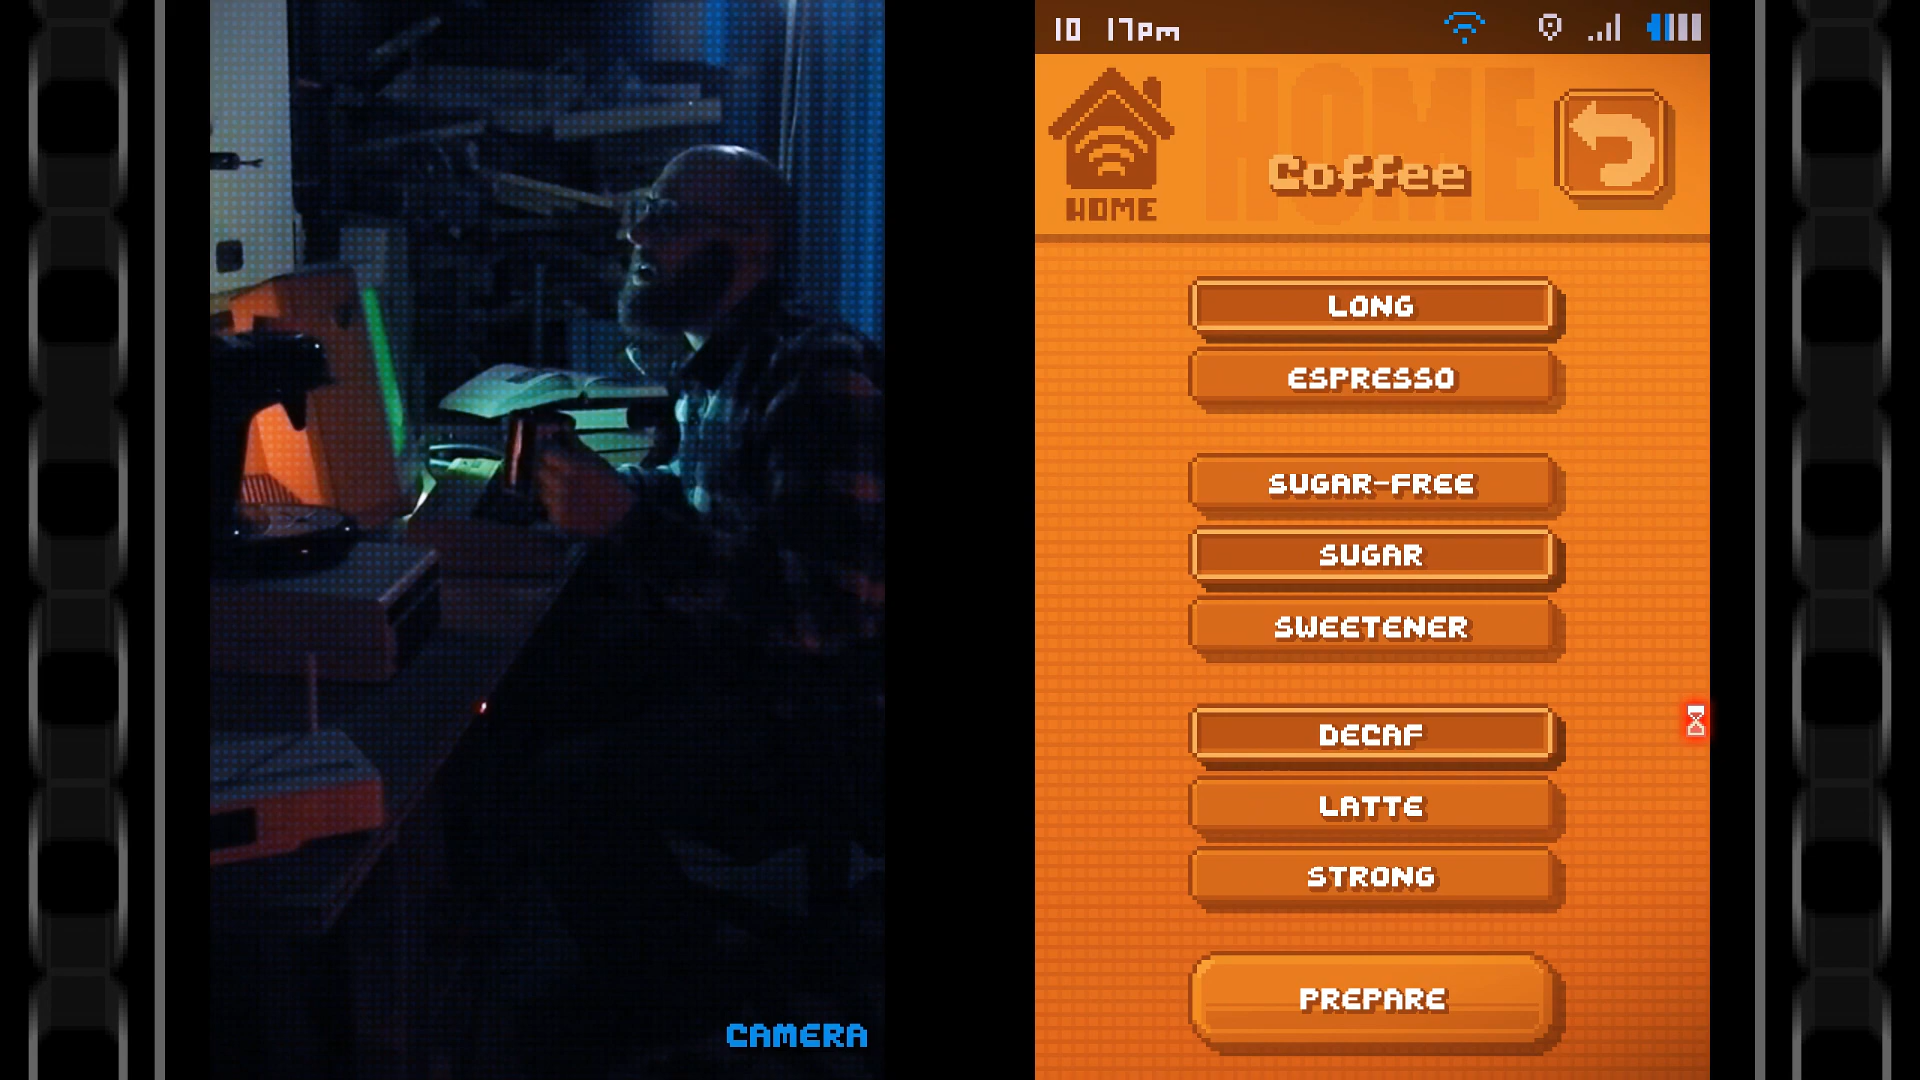 CAMERA
10 17pm
HOME
HOME
Coffee
LONG
ESPRESSO
SUGAR-FREE
SUGAR
SWEETENER
DECAF
LATTE
STRONG
PREPARE